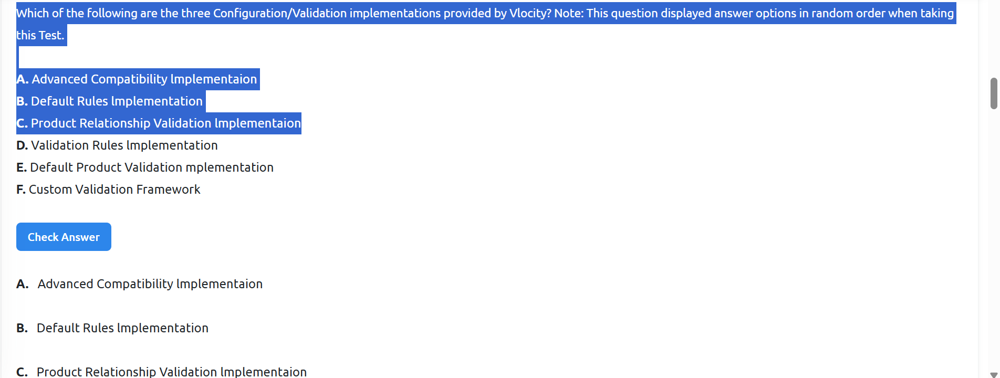 Which of the following are the three Configuration/Validation implementations provided by Vlocity? Note: This question displayed answer options in random order when taking
this Test.
A. Advanced Compatibility lmplementaion
B. Default Rules lmplementation
C. Product Relationship Validation lmplementaion
D. Validation Rules lmplementation
E. Default Product Validation mplementation
F. Custom Validation Framework
Check Answer
A. Advanced Compatibility lmplementaion
B. Default Rules lmplementation
C. Product Relationship Validation lmplementaion